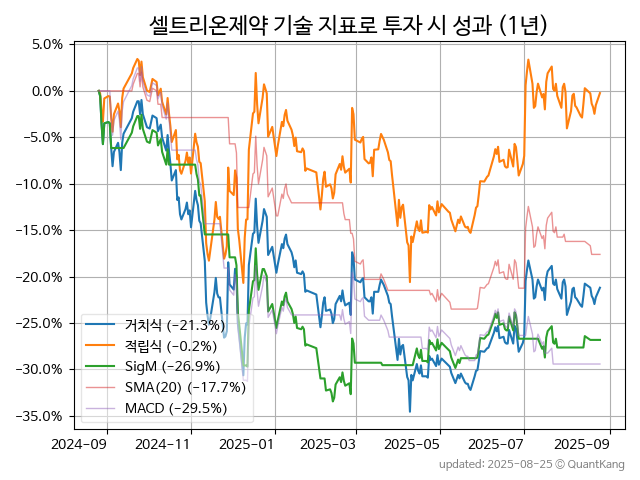 셀트리온제약 기술 지표로 투자 시 성과 (1년)
5.0%
0.0%
−5.0%
−10.0%
−15.0%
−20.0%
−25.0%
−30.0%
−35.0%
거치식 (−21.3%)
적립식 (−0.2%)
SigM (−26.9%)
SMA(20) (−17.7%)
MACD (−29.5%)
2024−09 2024−11 2025−01 2025−03 2025−05 2025−07 2025−09
updated: 2025-08-25 © QuantKang